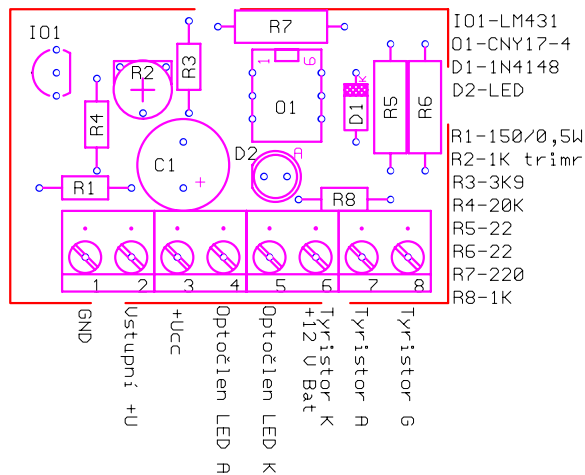 IO1
R7
R3
R2
1
6
O1
K
D1
R5
R6
R4
C1
+
D2
A
R1
R8
1
2
3
4
5
6
7
8
GND
Vstupní +U
+Ucc
Optočlen LED A
Optočlen LED K
+12 V Bat
Tyristor K
Tyristor A
Tyristor G
IO1-LM431
O1-CNY17-4
D1-1N4148
D2-LED
R1-150/0,5W
R2-1K trimr
R3-3K9
R4-20K
R5-22
R6-22
R7-220
R8-1K